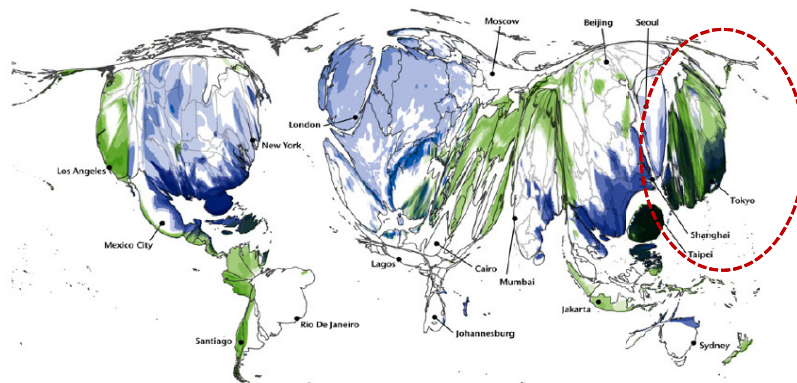 Moscow
Beijing
Seoul
London
New York
Los Angeles
Tokyo
Mexico City
Shanghai
Lagos
Cairo
Taipei
Mumbai
Jakarta
Rio De Janeiro
Johannesburg
Santiago
Sydney